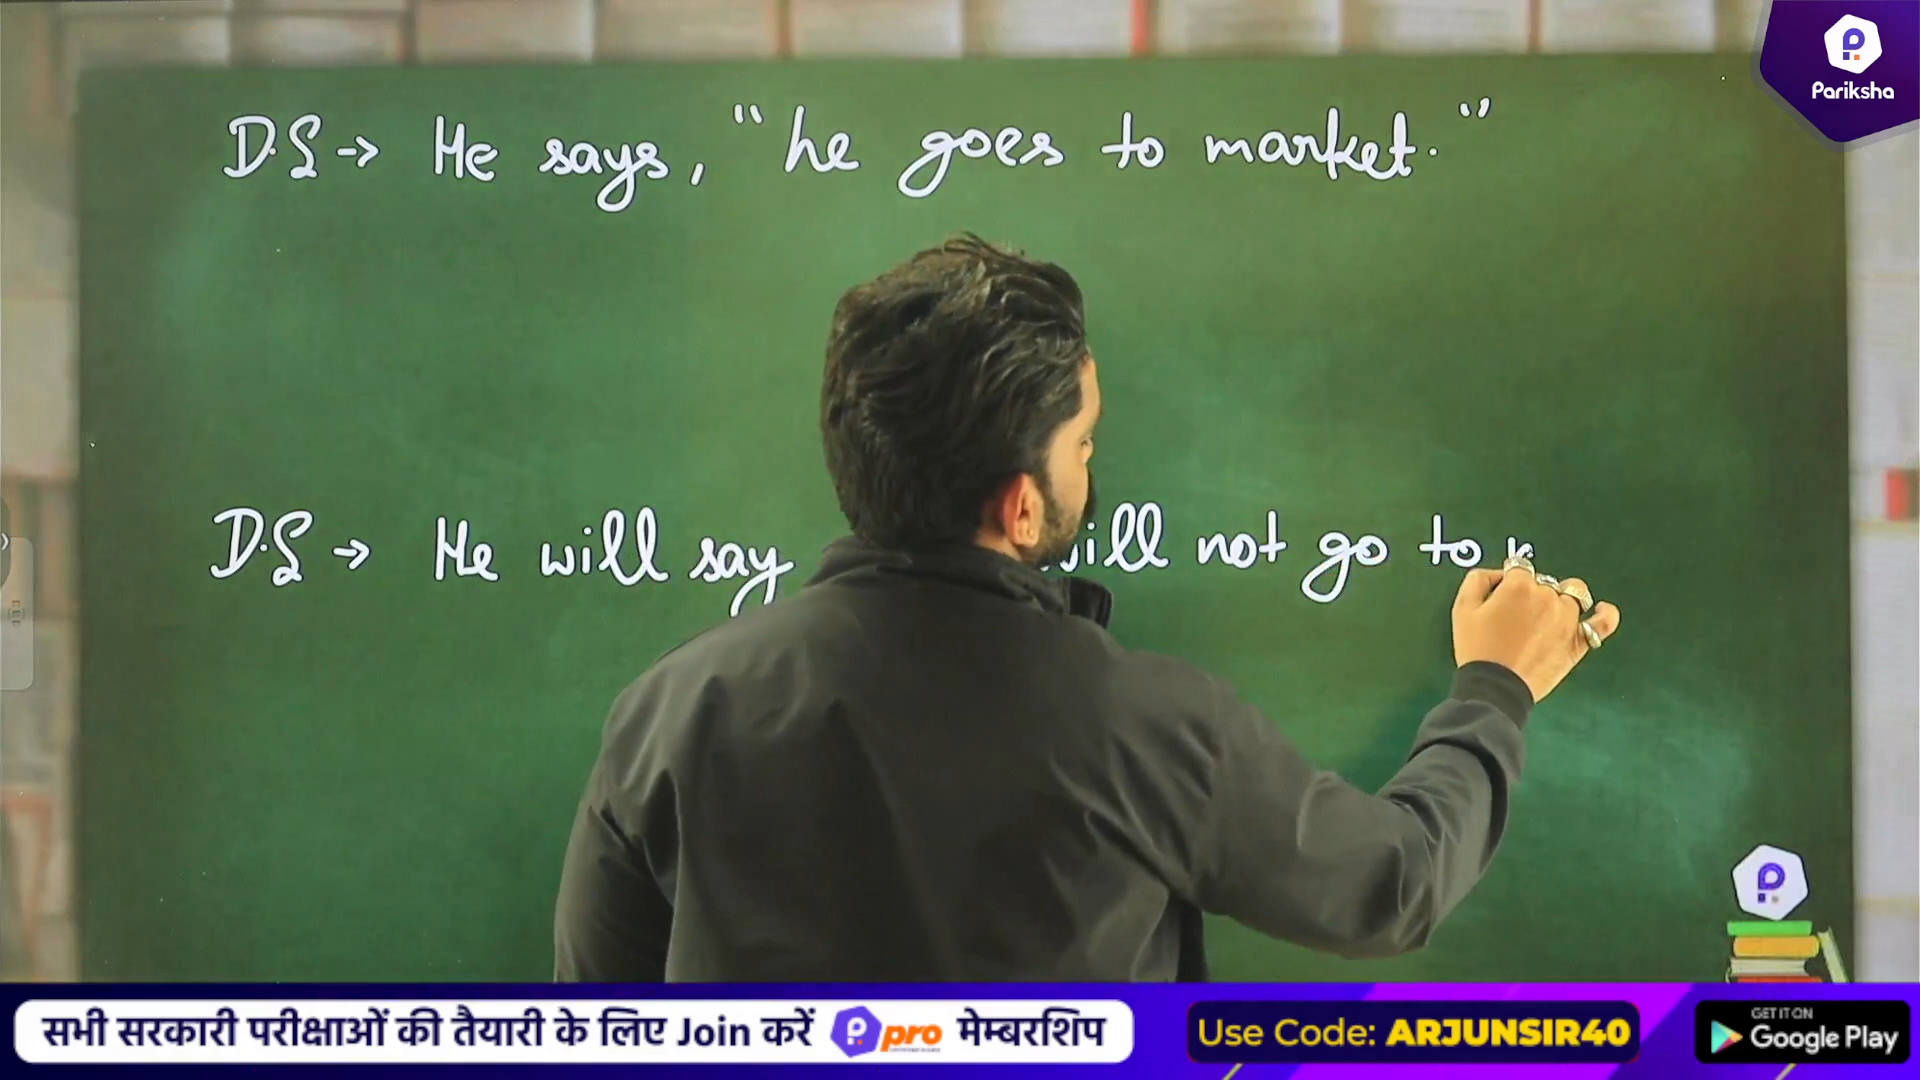 Pariksha
D.S → He says, "he goes to market."
D.S → He will say will not go to
सभी सरकारी परीक्षाओं की तैयारी के लिए Join करें pro मेम्बरशिप
Use Code: ARJUNSIR40
GET IT ON
Google Play